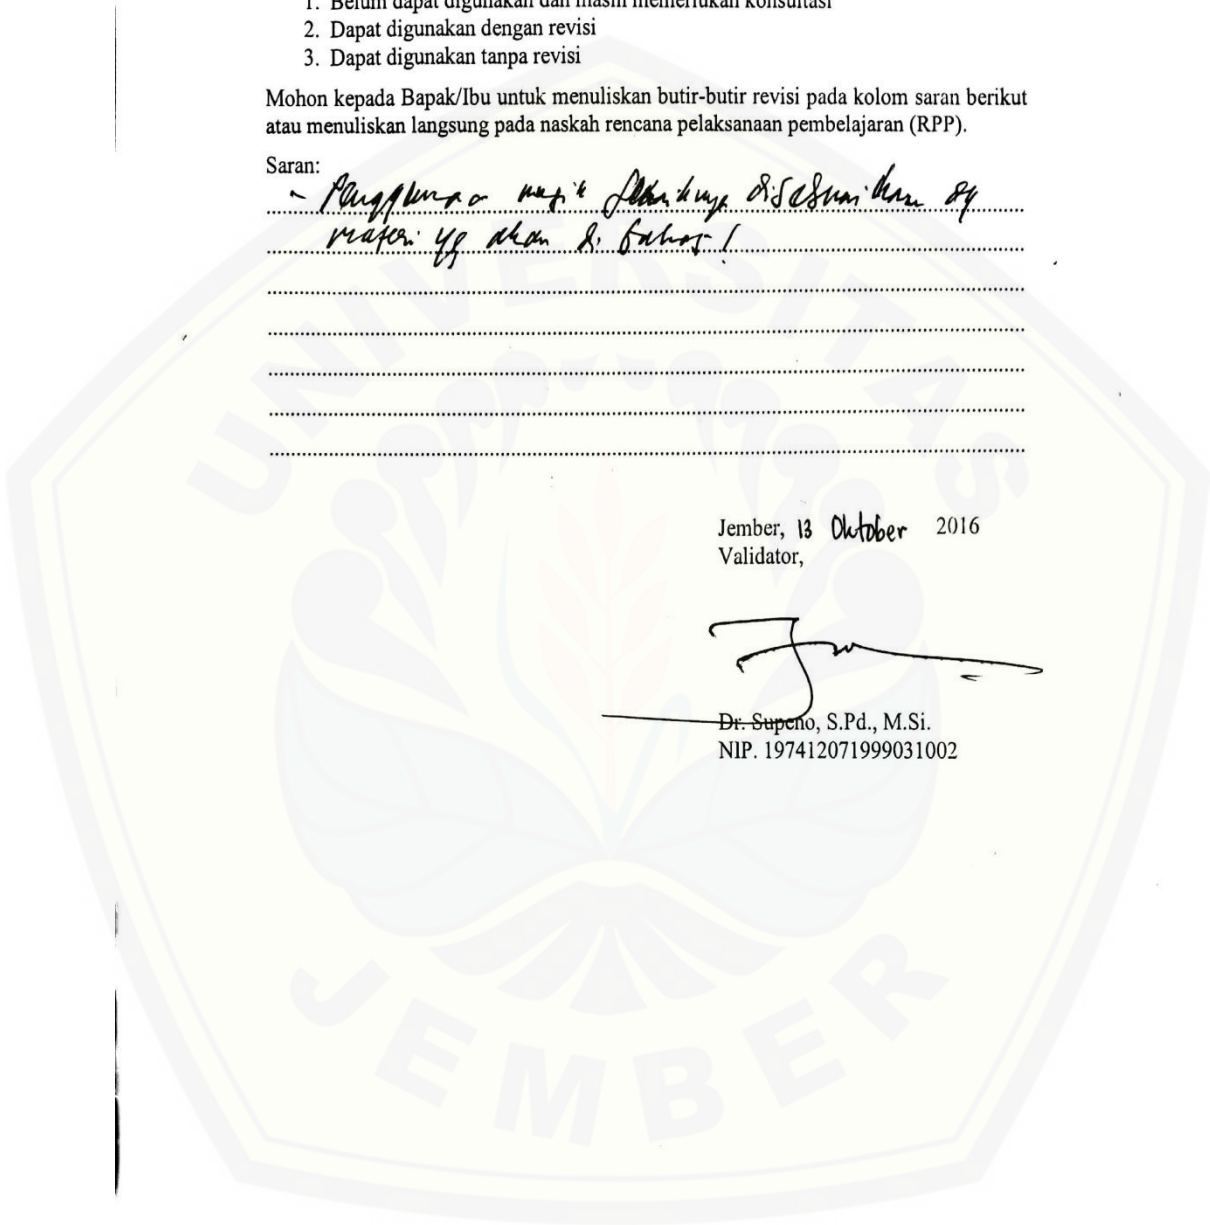 1. Belum dapat digunakan dan masih memerlukan konsultasi
2. Dapat digunakan dengan revisi
3. Dapat digunakan tanpa revisi
Mohon kepada Bapak/Ibu untuk menuliskan butir-butir revisi pada kolom saran berikut
atau menuliskan langsung pada naskah rencana pelaksanaan pembelajaran (RPP).
Saran:
- disesuaikan dg
materi yg akan di bahas!
Jember, 13 Oktober 2016
Validator,
Dr. Supeno, S.Pd., M.Si.
NIP. 197412071999031002
UNIVERSITAS
JEMBER